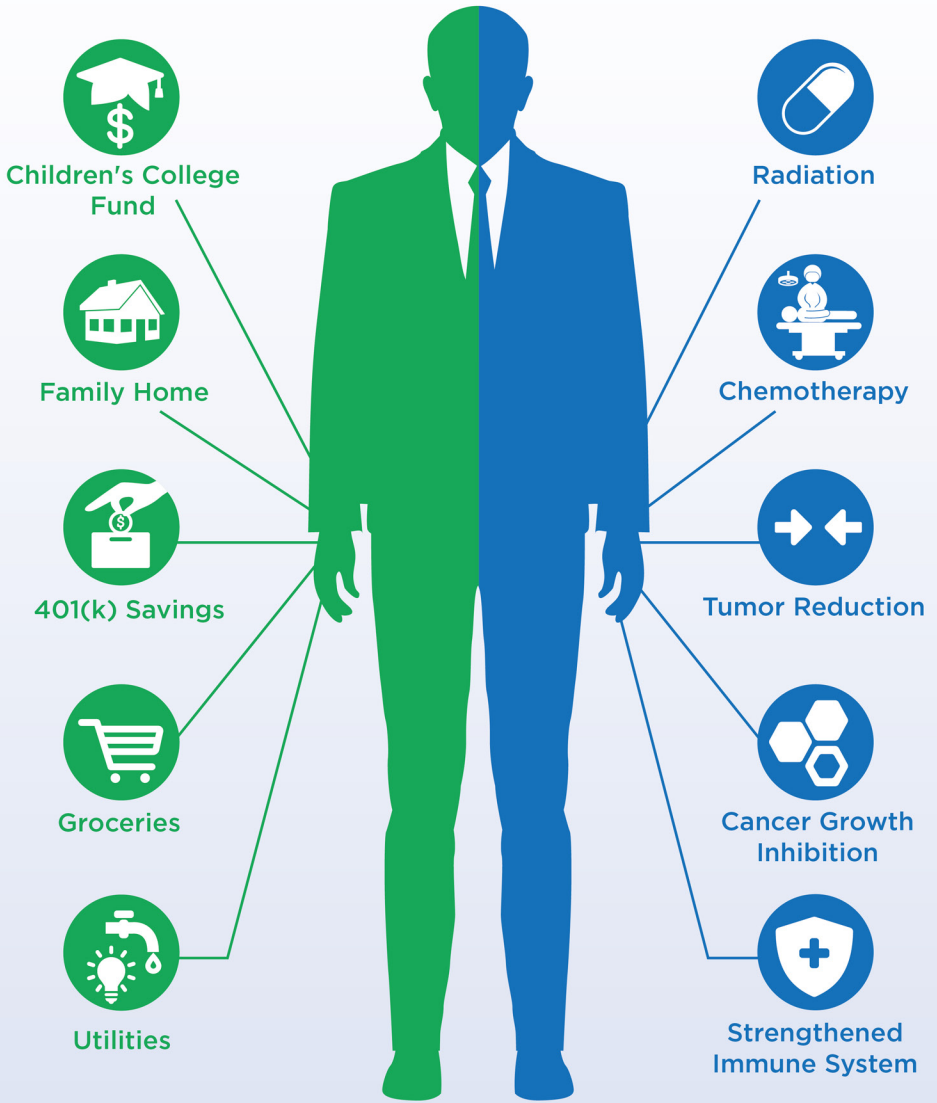 $
Children's College
Fund
Family Home
$
401(k) Savings
Groceries
Utilities
Radiation
Chemotherapy
Tumor Reduction
Cancer Growth
Inhibition
Strengthened
Immune System